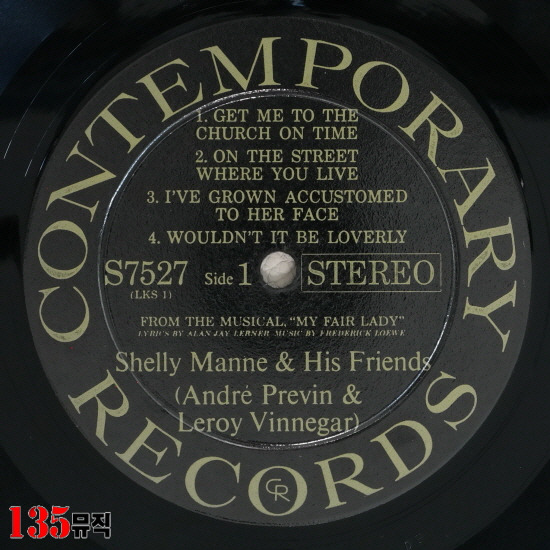 CONTEMPORARY
1. GET ME TO THE
CHURCH ON TIME
2. ON THE STREET
WHERE YOU LIVE
3. I'VE GROWN ACCUSTOMED
TO HER FACE
4. WOULDN'T IT BE LOVERLY
S7527 Side 1 STEREO
(LKS 1)
FROM THE MUSICAL, "MY FAIR LADY"
LYRICS BY ALAN JAY LERNER MUSIC BY FREDERICK LOEWE
Shelly Manne & His Friends
(André Previn &
Leroy Vinnegar)
RECORDS
CR
135뮤직